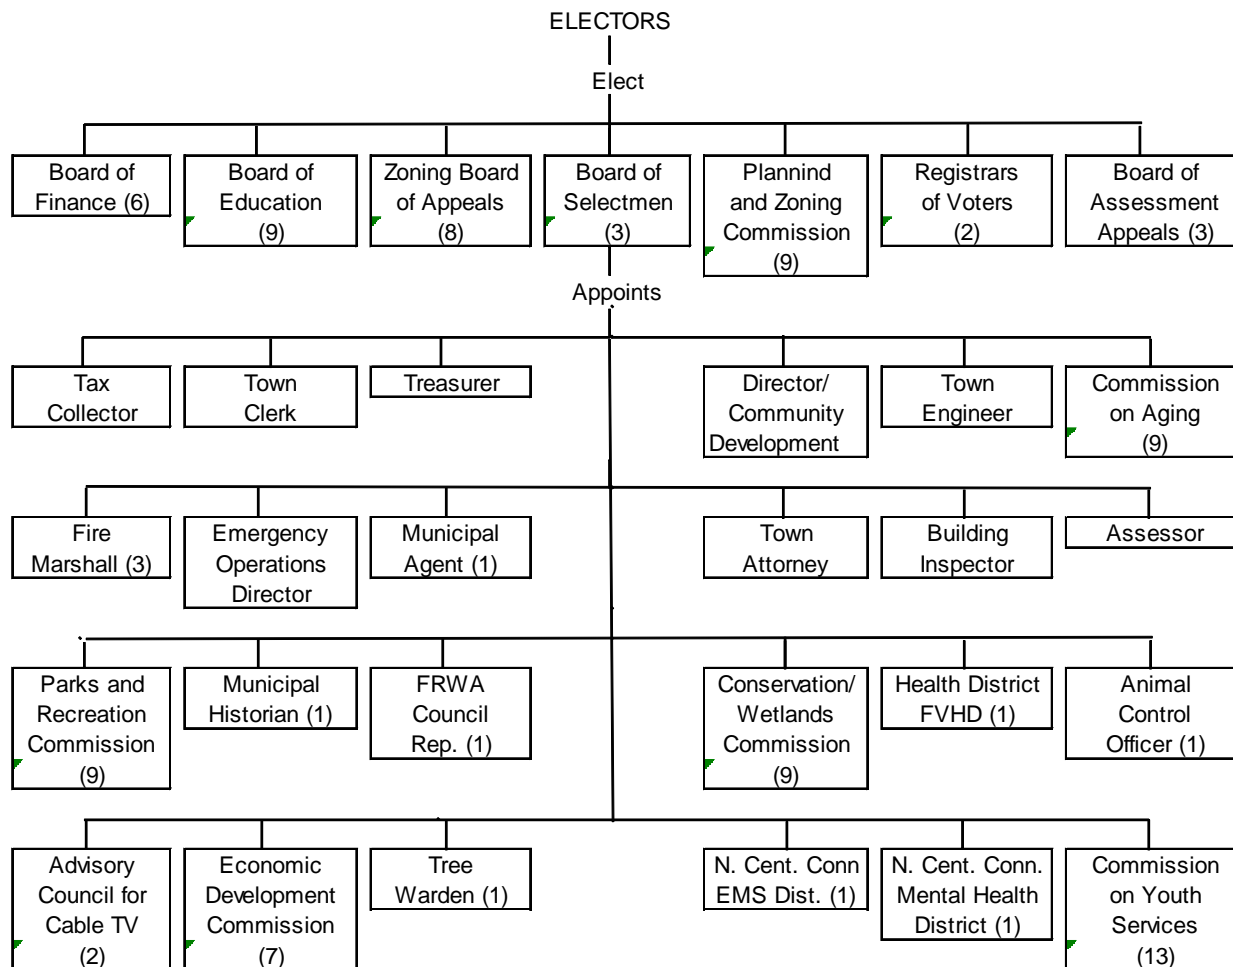 ELECTORS
Elect
Board of
Finance (6)
Board of
Education
(9)
Zoning Board
of Appeals
(8)
Board of
Selectmen
(3)
Plannind
and Zoning
Commission
(9)
Registrars
of Voters
(2)
Board of
Assessment
Appeals (3)
Appoints
Tax
Collector
Town
Clerk
Treasurer
Director/
Community
Development
Town
Engineer
Commission
on Aging
(9)
Fire
Marshall (3)
Emergency
Operations
Director
Municipal
Agent (1)
Town
Attorney
Building
Inspector
Assessor
Parks and
Recreation
Commission
(9)
Municipal
Historian (1)
FRWA
Council
Rep. (1)
Conservation/
Wetlands
Commission
(9)
Health District
FVHD (1)
Animal
Control
Officer (1)
Advisory
Council for
Cable TV
(2)
Economic
Development
Commission
(7)
Tree
Warden (1)
N. Cent. Conn
EMS Dist. (1)
N. Cent. Conn.
Mental Health
District (1)
Commission
on Youth
Services
(13)